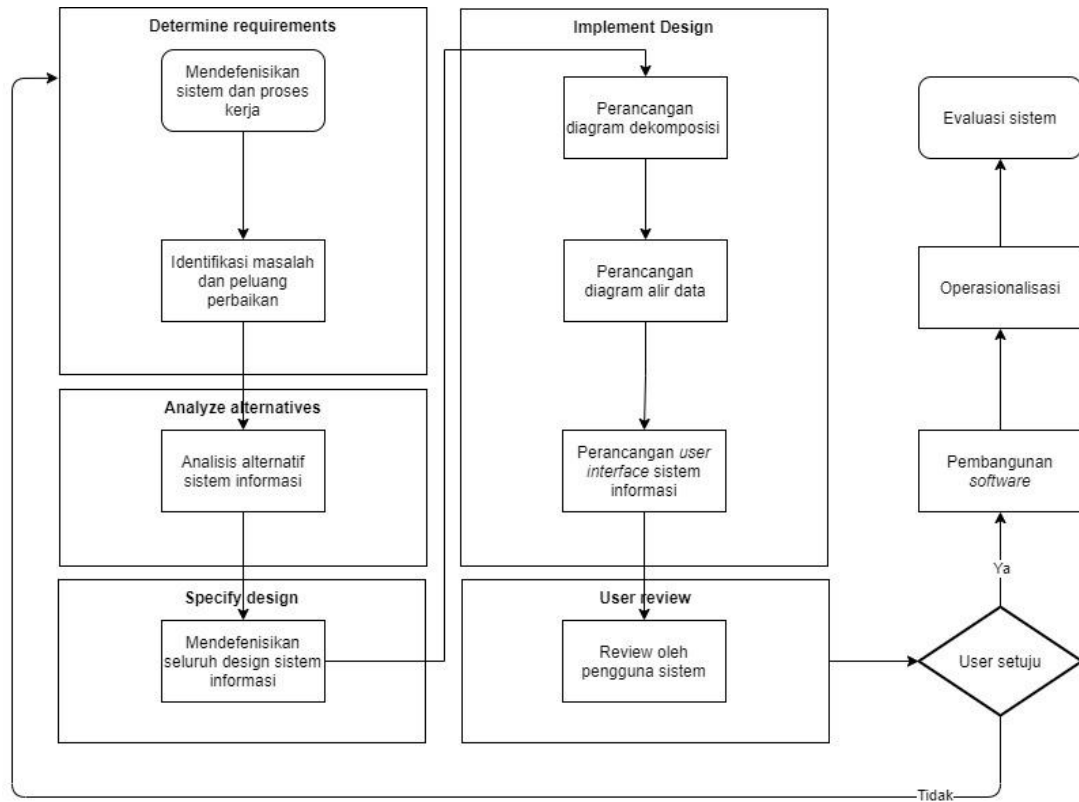 Determine requirements
Mendefenisikan
sistem dan proses
kerja
Identifikasi masalah
dan peluang
perbaikan
Analyze alternatives
Analisis alternatif
sistem informasi
Specify design
Mendefenisikan
seluruh design sistem
informasi
Implement Design
Perancangan
diagram dekomposisi
Perancangan
diagram alir data
Perancangan user
interface sistem
informasi
User review
Review oleh
pengguna sistem
User setuju
Ya
Tidak
Pembangunan
software
Operasionalisasi
Evaluasi sistem